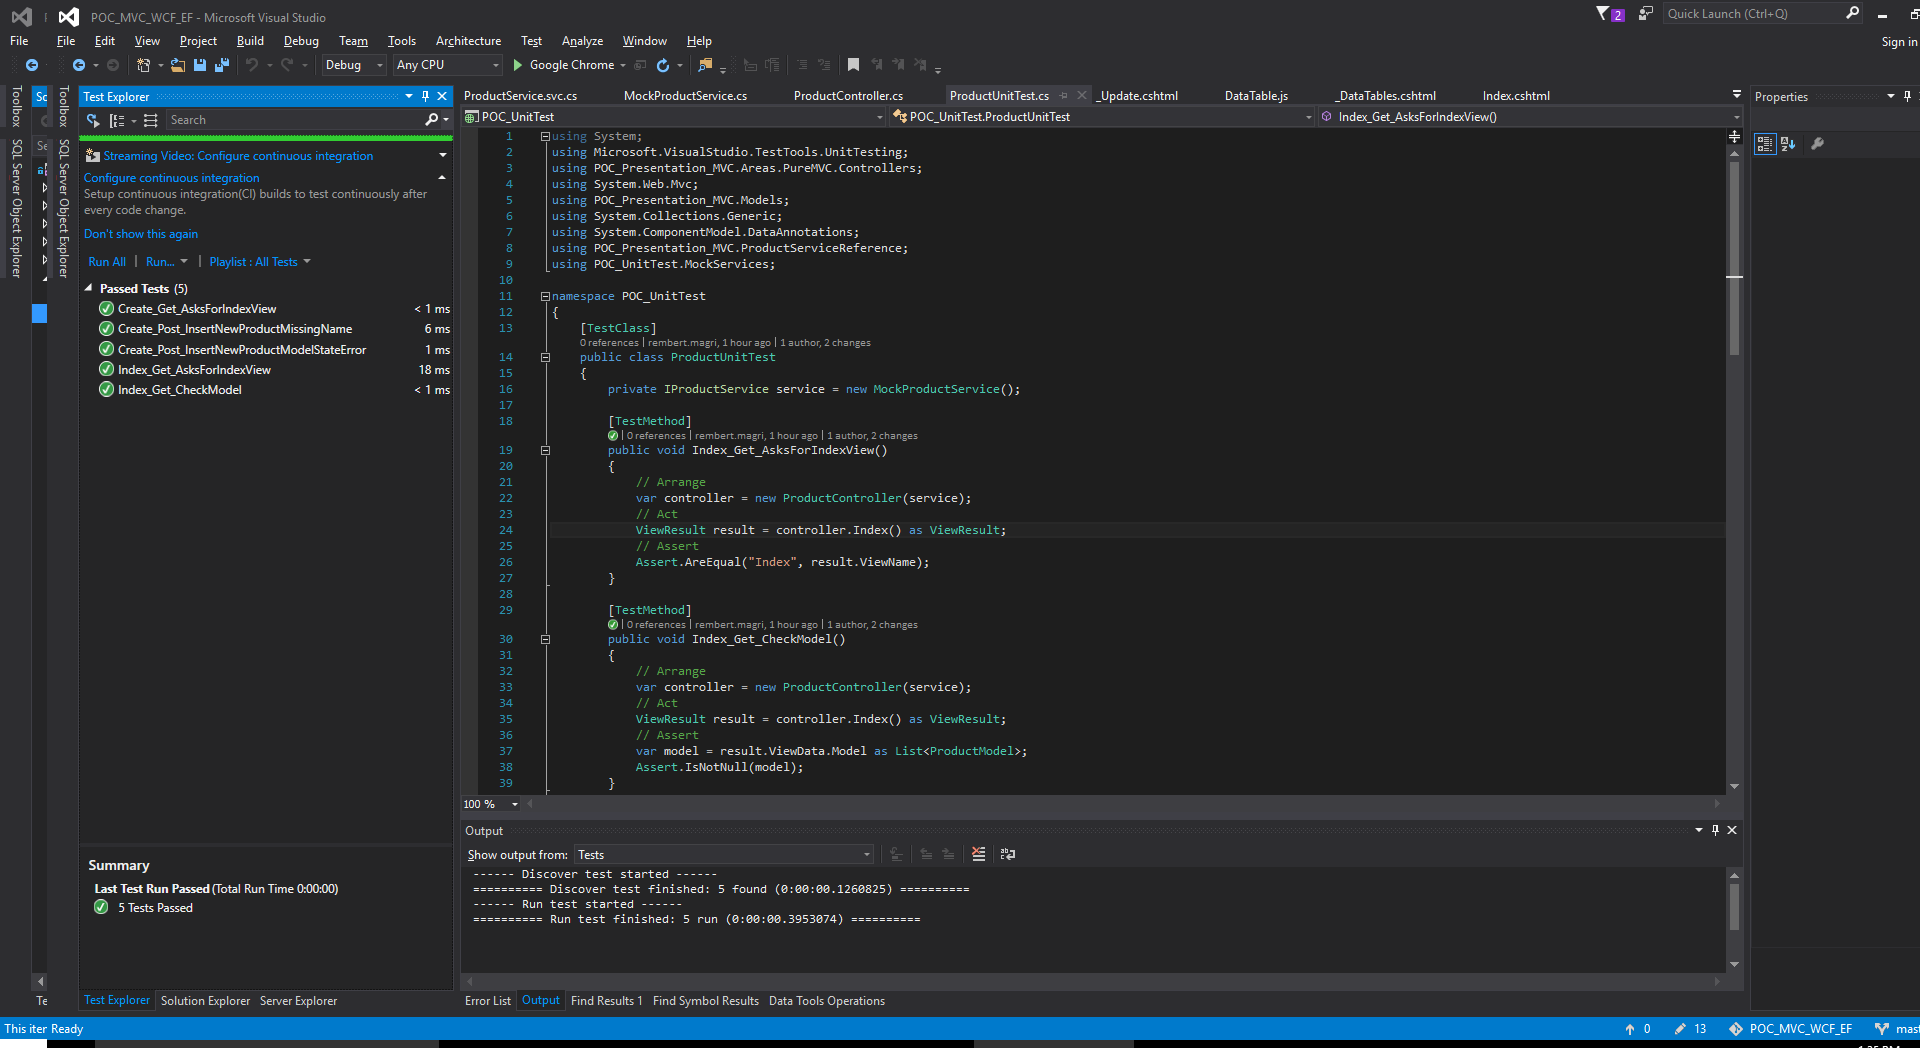 POC_MVC_WCF_EF - Microsoft Visual Studio
2
Quick Launch (Ctrl+Q)
File
File Edit View Project Build Debug Team Tools Architecture Test Analyze Window Help
Sign in
Debug Any CPU Google Chrome
Toolbox
SQL Server Object Explorer
Toolbox
SQL Server Object Explorer
Test Explorer
Search
Streaming Video: Configure continuous integration
Configure continuous integration
Setup continuous integration(CI) builds to test continuously after
every code change.
Don't show this again
Run All | Run... | Playlist : All Tests
Passed Tests (5)
Create_Get_AsksForIndexView < 1 ms
Create_Post_InsertNewProductMissingName 6 ms
Create_Post_InsertNewProductModelStateError 1 ms
Index_Get_AsksForIndexView 18 ms
Index_Get_CheckModel < 1 ms
Summary
Last Test Run Passed (Total Run Time 0:00:00)
5 Tests Passed
Test Explorer Solution Explorer Server Explorer
ProductService.svc.cs MockProductService.cs ProductController.cs ProductUnitTest.cs _Update.cshtml DataTable.js _DataTables.cshtml Index.cshtml
POC_UnitTest POC_UnitTest.ProductUnitTest Index_Get_AsksForIndexView()
1 using System;
2 using Microsoft.VisualStudio.TestTools.UnitTesting;
3 using POC_Presentation_MVC.Areas.PureMVC.Controllers;
4 using System.Web.Mvc;
5 using POC_Presentation_MVC.Models;
6 using System.Collections.Generic;
7 using System.ComponentModel.DataAnnotations;
8 using POC_Presentation_MVC.ProductServiceReference;
9 using POC_UnitTest.MockServices;
10
11 namespace POC_UnitTest
12 {
13 [TestClass]
0 references | rembert.magri, 1 hour ago | 1 author, 2 changes
14 public class ProductUnitTest
15 {
16 private IProductService service = new MockProductService();
17
18 [TestMethod]
| 0 references | rembert.magri, 1 hour ago | 1 author, 2 changes
19 public void Index_Get_AsksForIndexView()
20 {
21 // Arrange
22 var controller = new ProductController(service);
23 // Act
24 ViewResult result = controller.Index() as ViewResult;
25 // Assert
26 Assert.AreEqual("Index", result.ViewName);
27 }
28
29 [TestMethod]
| 0 references | rembert.magri, 1 hour ago | 1 author, 2 changes
30 public void Index_Get_CheckModel()
31 {
32 // Arrange
33 var controller = new ProductController(service);
34 // Act
35 ViewResult result = controller.Index() as ViewResult;
36 // Assert
37 var model = result.ViewData.Model as List<ProductModel>;
38 Assert.IsNotNull(model);
39 }
100 %
Output
Show output from: Tests
------ Discover test started ------
========== Discover test finished: 5 found (0:00:00.1260825) ==========
------ Run test started ------
========== Run test finished: 5 run (0:00:00.3953074) ==========
Error List Output Find Results 1 Find Symbol Results Data Tools Operations
Properties
This iter Ready
0 13 POC_MVC_WCF_EF mast